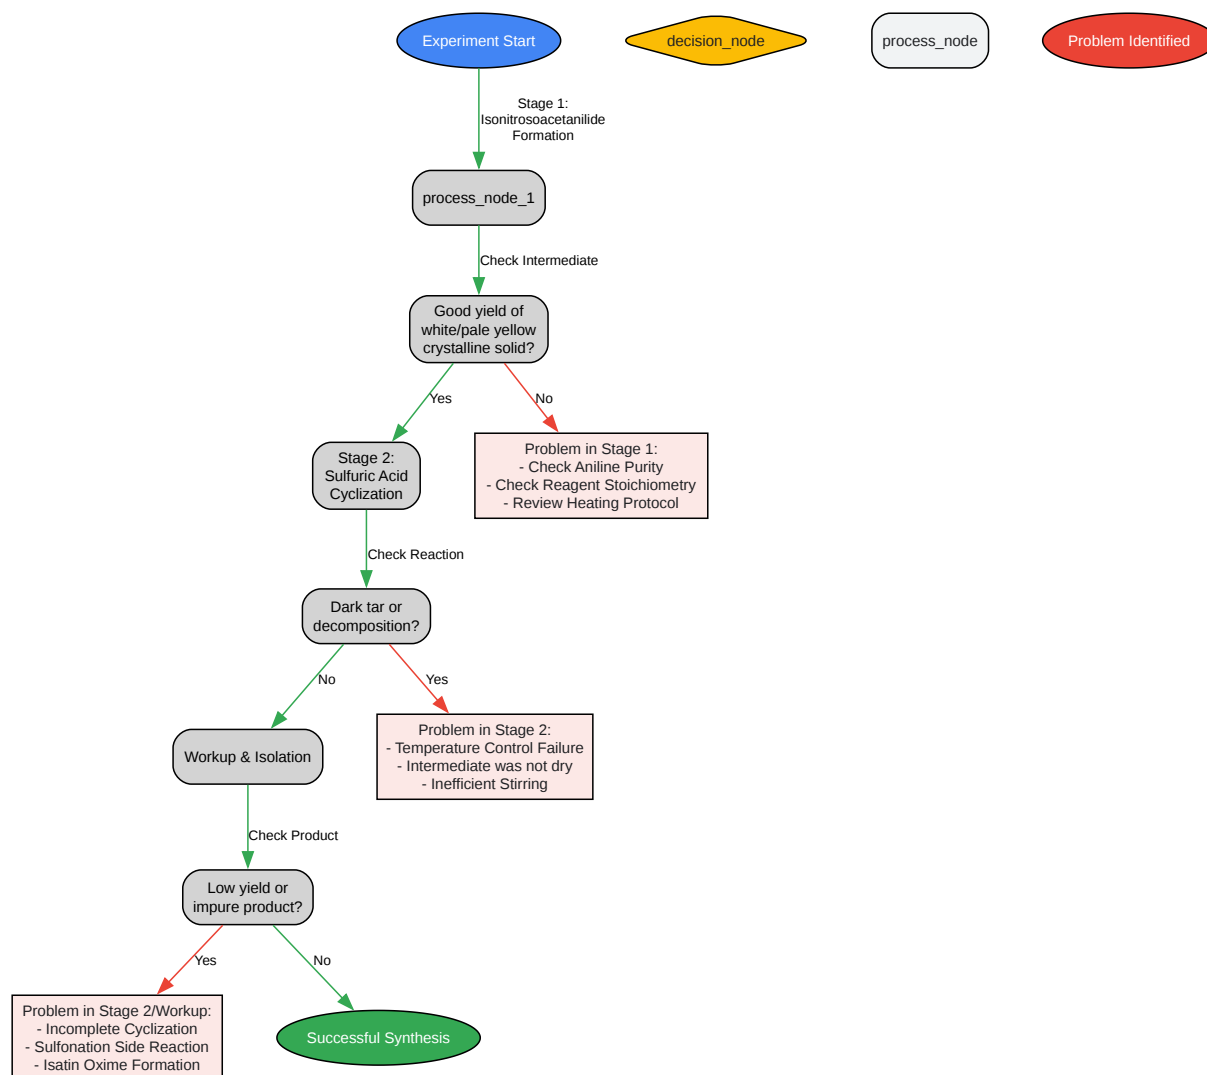 Experiment Start
decision_node
process_node
Problem Identified
Stage 1:
Isonitrosoacetanilide
Formation
process_node_1
Check Intermediate
Good yield of
white/pale yellow
crystalline solid?
Yes
No
Stage 2:
Sulfuric Acid
Cyclization
Problem in Stage 1:
- Check Aniline Purity
- Check Reagent Stoichiometry
- Review Heating Protocol
Check Reaction
Dark tar or
decomposition?
No
Yes
Workup & Isolation
Problem in Stage 2:
- Temperature Control Failure
- Intermediate was not dry
- Inefficient Stirring
Check Product
Low yield or
impure product?
Yes
No
Problem in Stage 2/Workup:
- Incomplete Cyclization
- Sulfonation Side Reaction
- Isatin Oxime Formation
Successful Synthesis